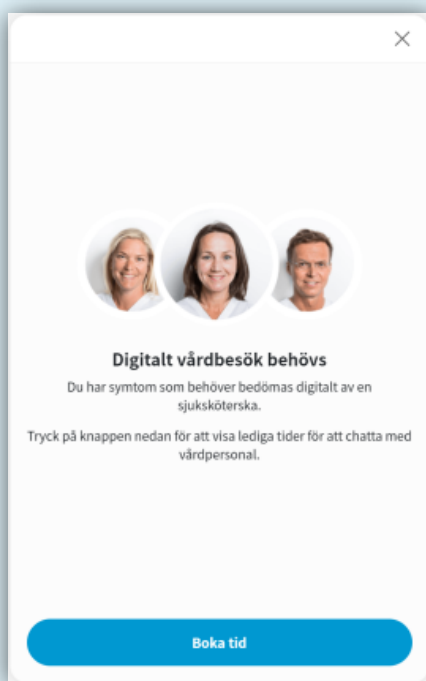 Digitalt vårdbesök behövs
Du har symtom som behöver bedömas digitalt av en
sjuksköterska.
Tryck på knappen nedan för att visa lediga tider för att chatta med
vårdpersonal.
Boka tid